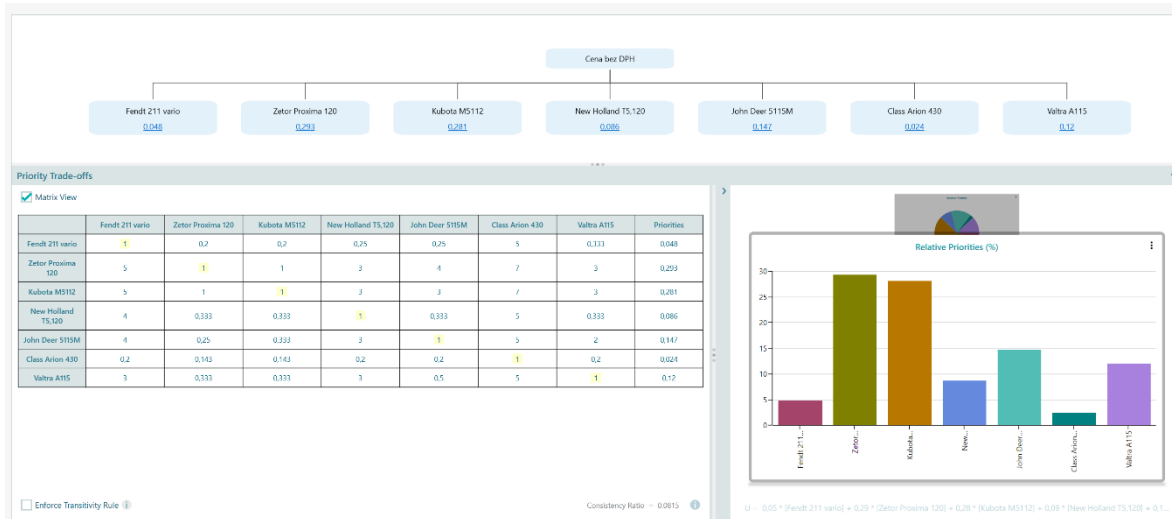 Cena bez DPH
Fendt 211 vario
0,048
Zetor Proxima 120
0,293
Kubota M5112
0,281
New Holland T5,120
0,086
John Deer 5115M
0,147
Class Arion 430
0,024
Valtra A115
0,12
Priority Trade-offs
Matrix View
Fendt 211 vario Zetor Proxima 120 Kubota M5112 New Holland T5,120 John Deer 5115M Class Arion 430 Valtra A115 Priorities
Fendt 211 vario 1 0,2 0,2 0,25 0,25 5 0,333 0,048
Zetor Proxima
120
5 1 1 3 4 7 3 0,293
Kubota M5112 5 1 1 3 3 7 3 0,281
New Holland
T5,120
4 0,333 0,333 1 0,333 5 0,333 0,086
John Deer 5115M 4 0,25 0,333 3 1 5 2 0,147
Class Arion 430 0,2 0,143 0,143 0,2 0,2 1 0,2 0,024
Valtra A115 3 0,333 0,333 3 0,5 5 1 0,12
Enforce Transitivity Rule
Consistency Ratio = 0.0815
Relative Priorities (%)
30
25
20
15
10
5
0
Fendt 211...
Zetor...
Kubota...
New...
John Deer...
Class Arion...
Valtra A115
U = 0,05 * [Fendt 211 vario] + 0,29 * [Zetor Proxima 120] + 0,28 * [Kubota M5112] + 0,09 * [New Holland T5,120] + 0,1...